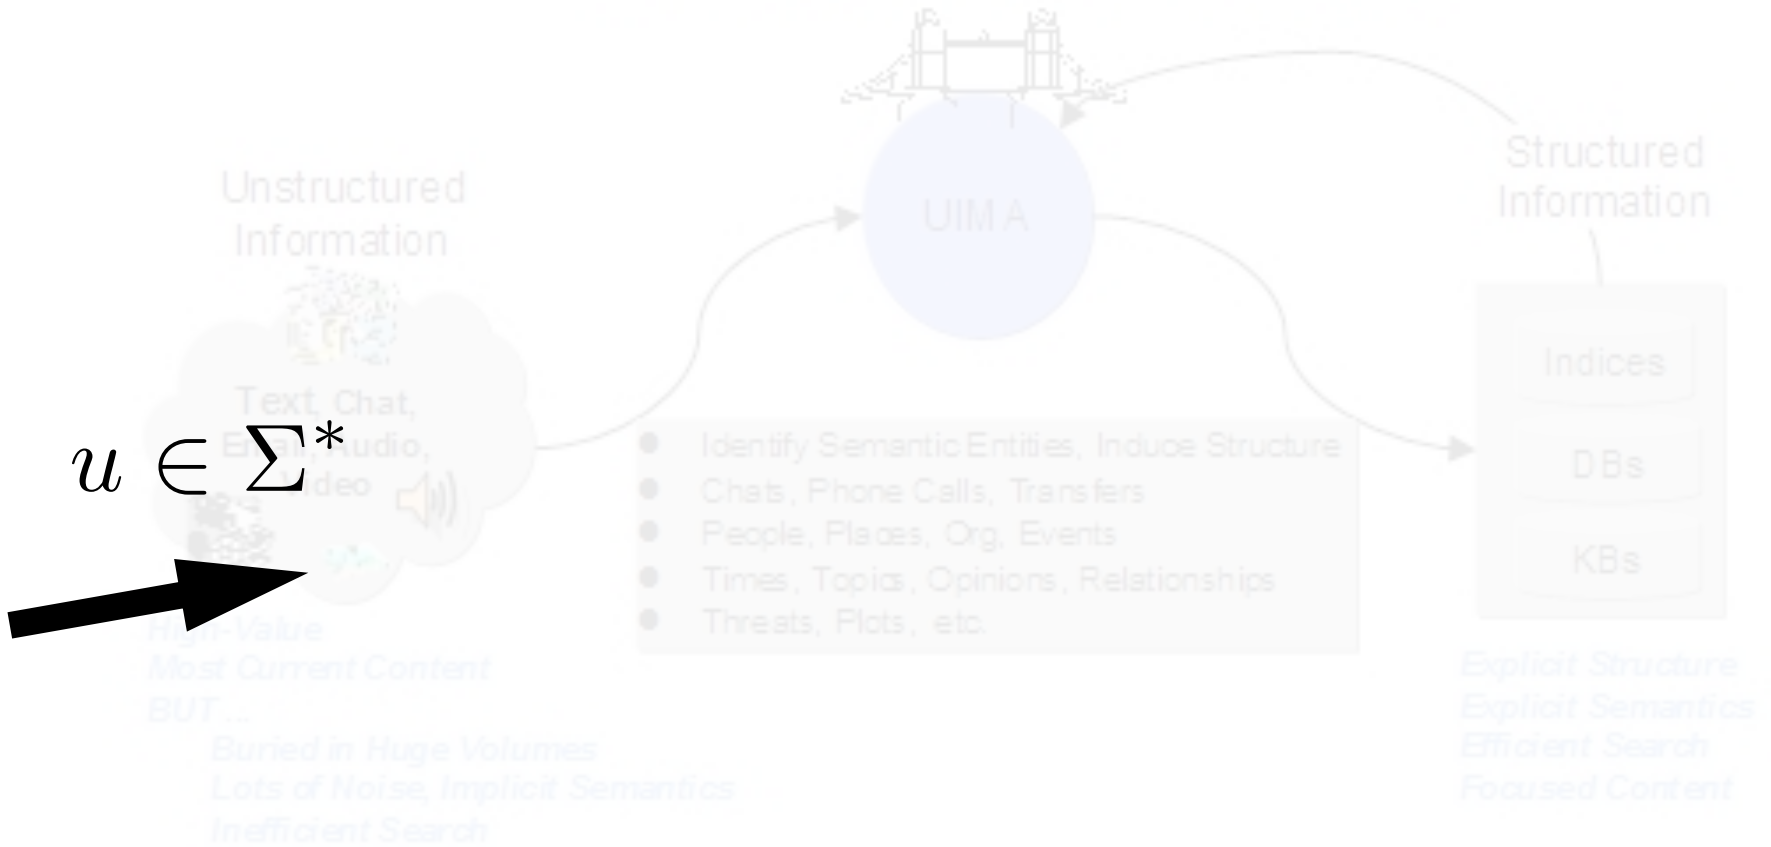 Unstructured
Information
Text, Chat,
Email, Audio,
Video
u ∈ Σ*
High-Value
Most Current Content
BUT ...
Buried in Huge Volumes
Lots of Noise, Implicit Semantics
Inefficient Search
UIMA
● Identify Semantic Entities, Induce Structure
● Chats, Phone Calls, Transfers
● People, Places, Org, Events
● Times, Topics, Opinions, Relationships
● Threats, Plots, etc.
Structured
Information
Indices
DBs
KBs
Explicit Structure
Explicit Semantics
Efficient Search
Focused Content